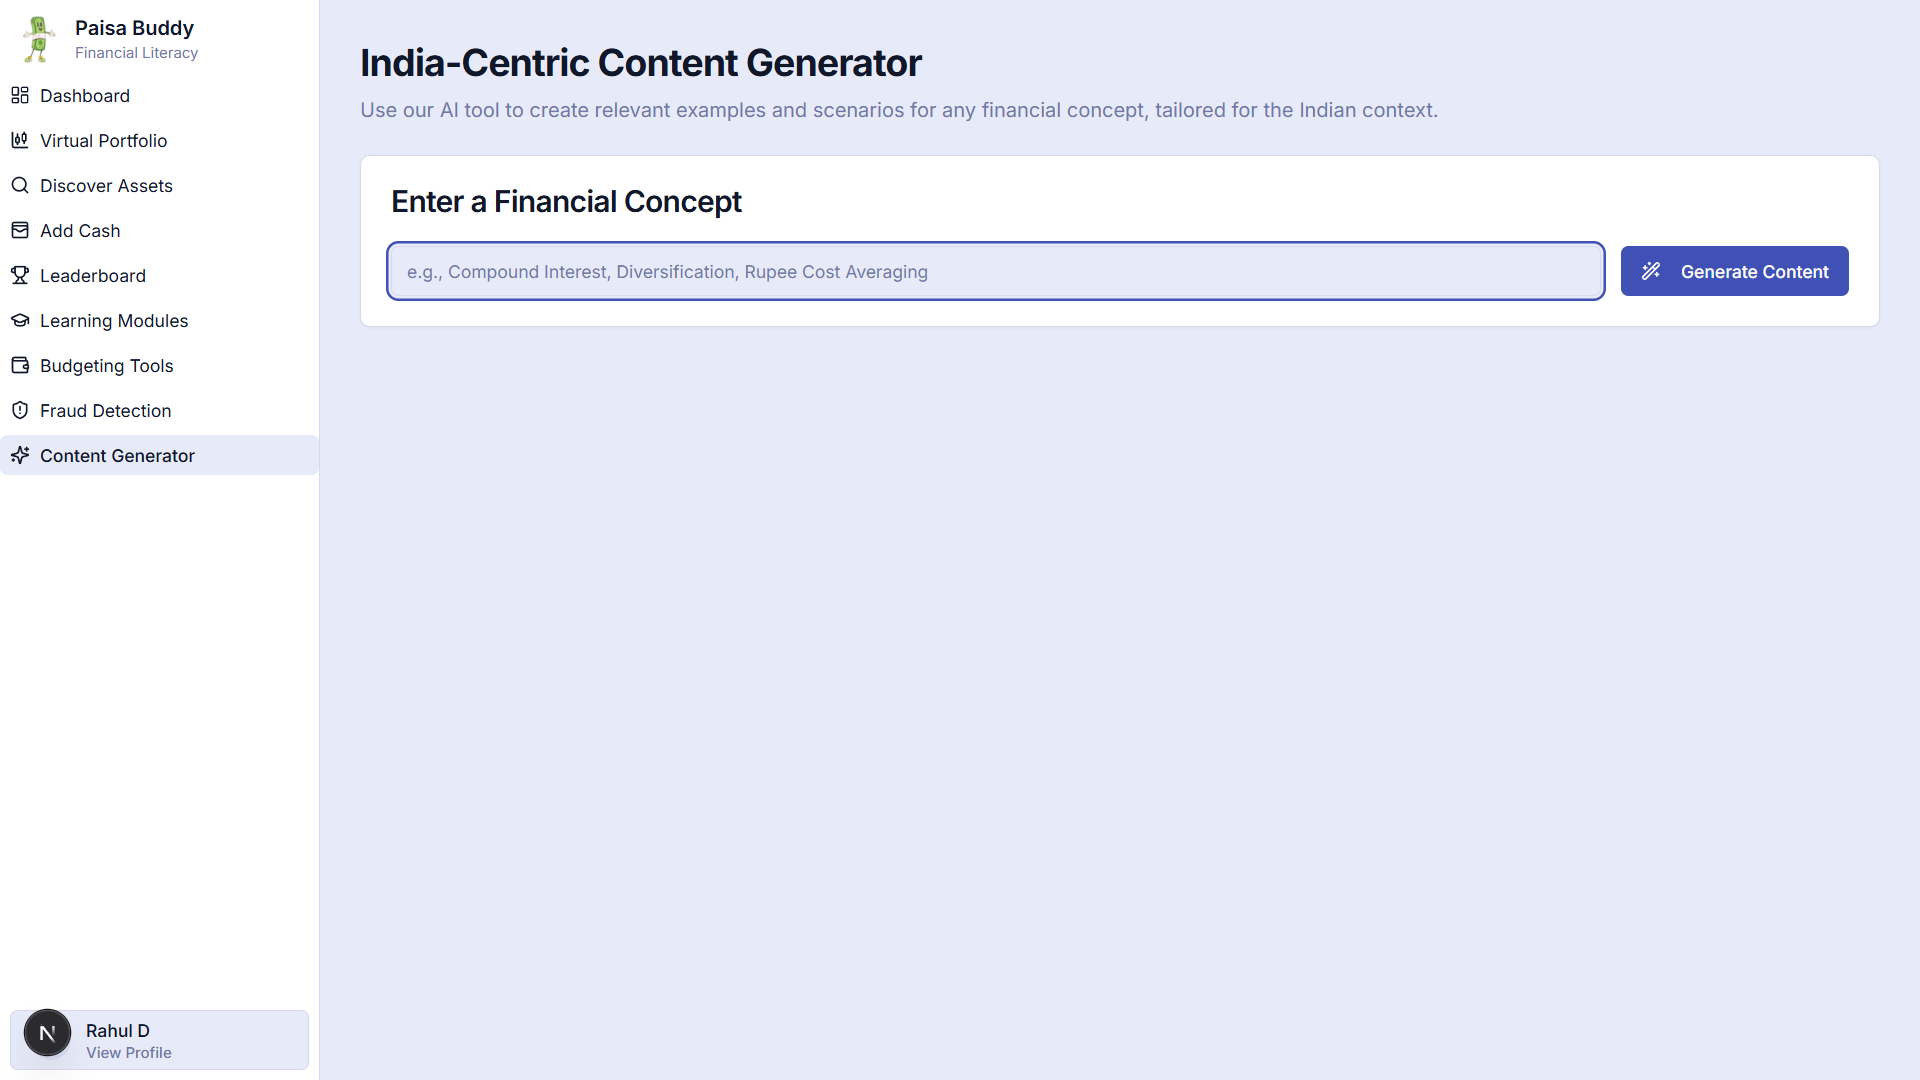 Paisa Buddy
Financial Literacy
Dashboard
Virtual Portfolio
Discover Assets
Add Cash
Leaderboard
Learning Modules
Budgeting Tools
Fraud Detection
Content Generator
N
Rahul D
View Profile
India-Centric Content Generator
Use our AI tool to create relevant examples and scenarios for any financial concept, tailored for the Indian context.
Enter a Financial Concept
e.g., Compound Interest, Diversification, Rupee Cost Averaging
Generate Content